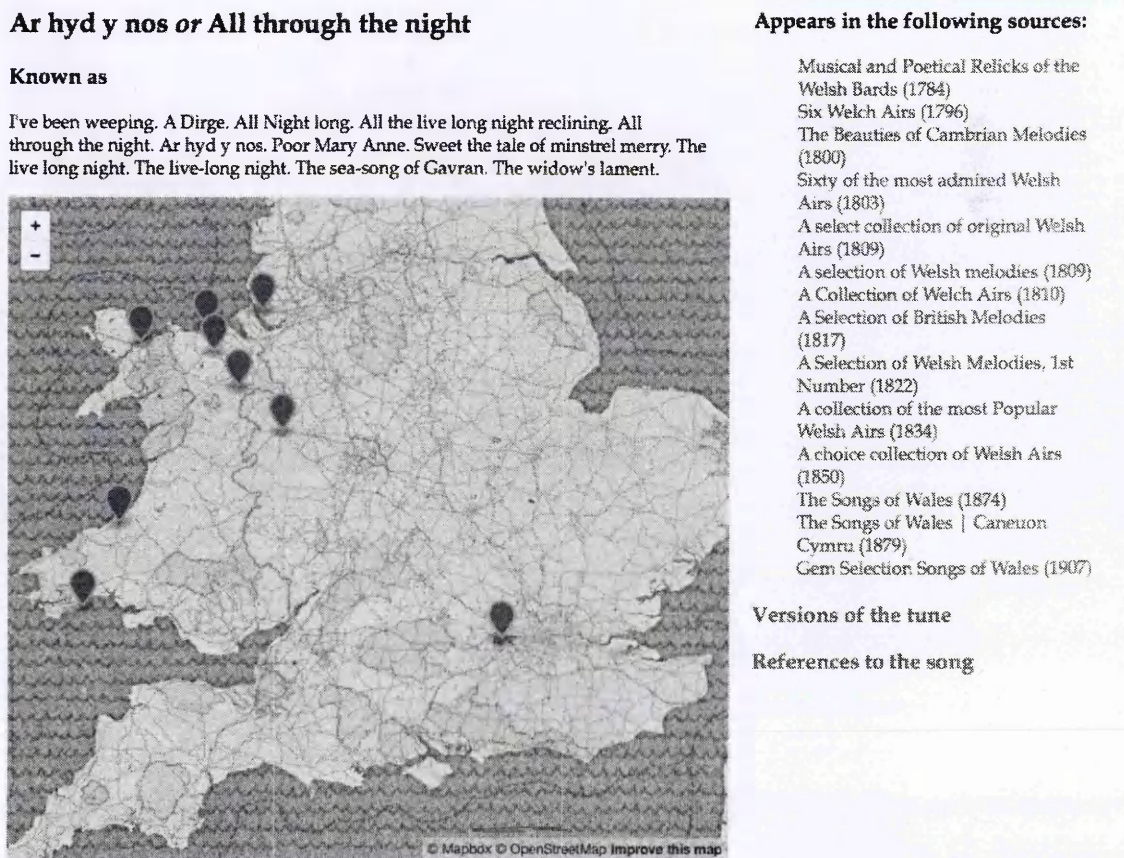 Ar hyd y nos or All through the night
Known as
I've been weeping. A Dirge. All Night long. All the live long night reclining. All
through the night. Ar hyd y nos. Poor Mary Anne. Sweet the tale of minstrel merry. The
live long night. The live-long night. The sea-song of Gavran. The widow's lament.
+
-
© Mapbox © OpenStreetMap Improve this map
Appears in the following sources:
Musical and Poetical Relicks of the
Welsh Bards (1784)
Six Welch Airs (1796)
The Beauties of Cambrian Melodies
(1800)
Sixty of the most admired Welsh
Airs (1803)
A select collection of original Welsh
Airs (1809)
A selection of Welsh melodies (1809)
A Collection of Welch Airs (1810)
A Selection of British Melodies
(1817)
A Selection of Welsh Melodies, 1st
Number (1822)
A collection of the most Popular
Welsh Airs (1834)
A choice collection of Welsh Airs
(1850)
The Songs of Wales (1874)
The Songs of Wales | Caneuon
Cymru (1879)
Gem Selection Songs of Wales (1907)
Versions of the tune
References to the song